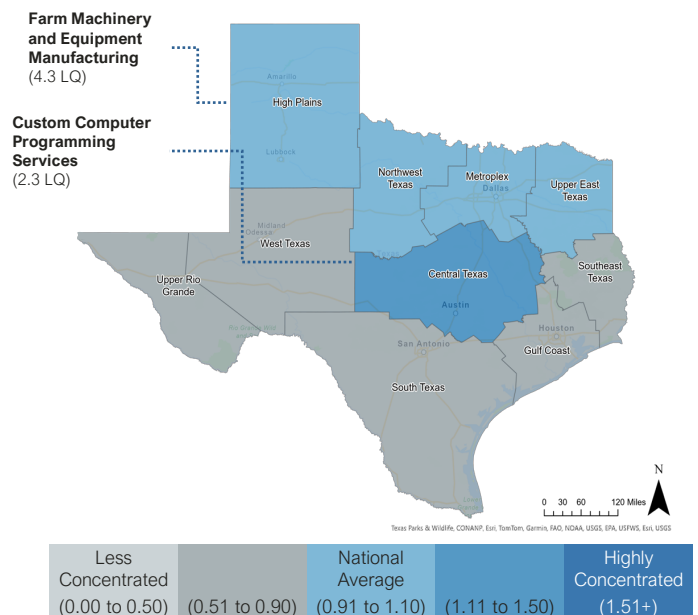 Farm Machinery
and Equipment
Manufacturing
(4.3 LQ)
Custom Computer
Programming
Services
(2.3 LQ)
Amarillo
High Plains
Lubbock
Northwest
Texas
Metroplex
Dallas
Upper East
Texas
Midland
Odessa
West Texas
Texas
Central Texas
Southeast
Texas
Upper Rio
Grande
Austin
Houston
San Antonio
Gulf Coast
South Texas
N
0 30 60 120 Miles
Texas Parks & Wildlife, CONANP, Esri, TomTom, Garmin, FAO, NOAA, USGS, EPA, USFWS, Esri, USGS
Less
Concentrated
(0.00 to 0.50)
(0.51 to 0.90)
National
Average
(0.91 to 1.10)
(1.11 to 1.50)
Highly
Concentrated
(1.51+)